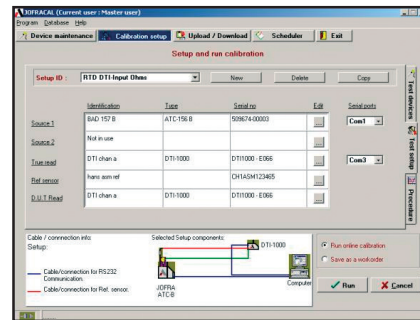 JOFRACAL (Current user : Master user)
Program Database Help
Device maintenance Calibration setup Upload / Download Scheduler Exit
Setup and run calibration
Setup ID : RTD DTI-Input Ohms New Delete Copy
Identification Type Serial no Edit Serial ports
Source 1 BAD 157 B ATC-156 B 509674-00003 ... Com1
Source 2 Not in use ...
True read DTI chan a DTI-1000 DTI1000 - E066 ... Com3
Ref sensor hans asm ref CH1ASM123465 ...
D.U.T Read DTI chan a DTI-1000 DTI1000 - E066 ...
Test devices
Test setup
Procedure
Cable / connnection info: Selected Setup components:
Setup:
DTI-1000
Cable/connection for RS232
Communication.
Cable/connection for Ref. sensor.
JOFRA
ATC-B
Computer
Run online calibration
Save as a workorder
Run Cancel